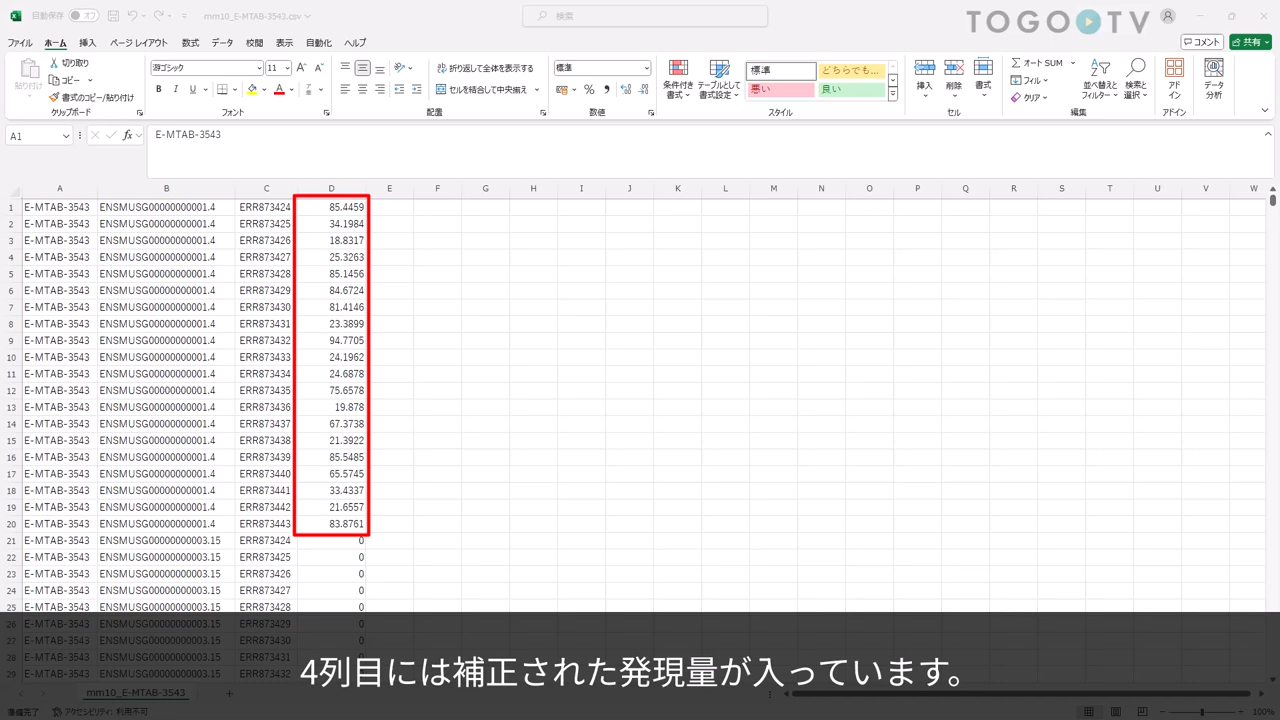 自動保存 オフ mm10_E-MTAB-3543.csv 検索 TOGO TV
ファイル ホーム 挿入 ページ レイアウト 数式 データ 校閲 表示 自動化 ヘルプ コメント 共有
貼り付け 切り取り コピー 書式のコピー/貼り付け クリップボード
游ゴシック 11 B I U A フォント
折り返して全体を表示する セルを結合して中央揃え 配置
標準 % 数値
条件付き書式 テーブルとして書式設定 標準 どちらでも... 悪い 良い スタイル
挿入 削除 書式 セル
オート SUM フィル クリア 並べ替えと フィルター 検索と 選択 編集
アドイン アドイン データ分析
A1 fx E-MTAB-3543
A B C D E F G H I J K L M N O P Q R S T U V W
1 E-MTAB-3543 ENSMUSG00000000001.4 ERR873424 85.4459
2 E-MTAB-3543 ENSMUSG00000000001.4 ERR873425 34.1984
3 E-MTAB-3543 ENSMUSG00000000001.4 ERR873426 18.8317
4 E-MTAB-3543 ENSMUSG00000000001.4 ERR873427 25.3263
5 E-MTAB-3543 ENSMUSG00000000001.4 ERR873428 85.1456
6 E-MTAB-3543 ENSMUSG00000000001.4 ERR873429 84.6724
7 E-MTAB-3543 ENSMUSG00000000001.4 ERR873430 81.4146
8 E-MTAB-3543 ENSMUSG00000000001.4 ERR873431 23.3899
9 E-MTAB-3543 ENSMUSG00000000001.4 ERR873432 94.7705
10 E-MTAB-3543 ENSMUSG00000000001.4 ERR873433 24.1962
11 E-MTAB-3543 ENSMUSG00000000001.4 ERR873434 24.6878
12 E-MTAB-3543 ENSMUSG00000000001.4 ERR873435 75.6578
13 E-MTAB-3543 ENSMUSG00000000001.4 ERR873436 19.878
14 E-MTAB-3543 ENSMUSG00000000001.4 ERR873437 67.3738
15 E-MTAB-3543 ENSMUSG00000000001.4 ERR873438 21.3922
16 E-MTAB-3543 ENSMUSG00000000001.4 ERR873439 85.5485
17 E-MTAB-3543 ENSMUSG00000000001.4 ERR873440 65.5745
18 E-MTAB-3543 ENSMUSG00000000001.4 ERR873441 33.4337
19 E-MTAB-3543 ENSMUSG00000000001.4 ERR873442 21.6557
20 E-MTAB-3543 ENSMUSG00000000001.4 ERR873443 83.8761
21 E-MTAB-3543 ENSMUSG00000000003.15 ERR873424 0
22 E-MTAB-3543 ENSMUSG00000000003.15 ERR873425 0
23 E-MTAB-3543 ENSMUSG00000000003.15 ERR873426 0
24 E-MTAB-3543 ENSMUSG00000000003.15 ERR873427 0
25 E-MTAB-3543 ENSMUSG00000000003.15 ERR873428 0
26 E-MTAB-3543 ENSMUSG00000000003.15 ERR873429 0
27 E-MTAB-3543 ENSMUSG00000000003.15 ERR873430 0
28 E-MTAB-3543 ENSMUSG00000000003.15 ERR873431 0
29 E-MTAB-3543 ENSMUSG00000000003.15 ERR873432 0
4列目には補正された発現量が入っています。
mm10_E-MTAB-3543
準備完了 アクセシビリティ: 利用不可 100%